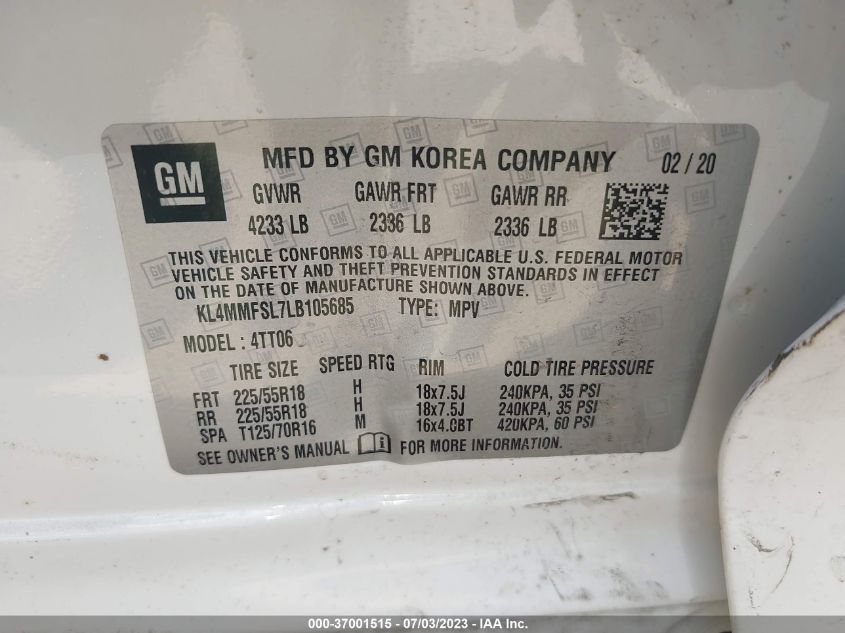 GM
MFD BY GM KOREA COMPANY 02 / 20
GVWR GAWR FRT GAWR RR
4233 LB 2336 LB 2336 LB
THIS VEHICLE CONFORMS TO ALL APPLICABLE U.S. FEDERAL MOTOR
VEHICLE SAFETY AND THEFT PREVENTION STANDARDS IN EFFECT
ON THE DATE OF MANUFACTURE SHOWN ABOVE.
KL4MMFSL7LB105685 TYPE: MPV
MODEL : 4TT06
TIRE SIZE SPEED RTG RIM COLD TIRE PRESSURE
FRT 225/55R18 H 18x7.5J 240KPA, 35 PSI
RR 225/55R18 H 18x7.5J 240KPA, 35 PSI
SPA T125/70R16 M 16x4.0BT 420KPA, 60 PSI
SEE OWNER'S MANUAL i FOR MORE INFORMATION.
000-37001515 - 07/03/2023 - Copyright © 2023 IAA, Inc.